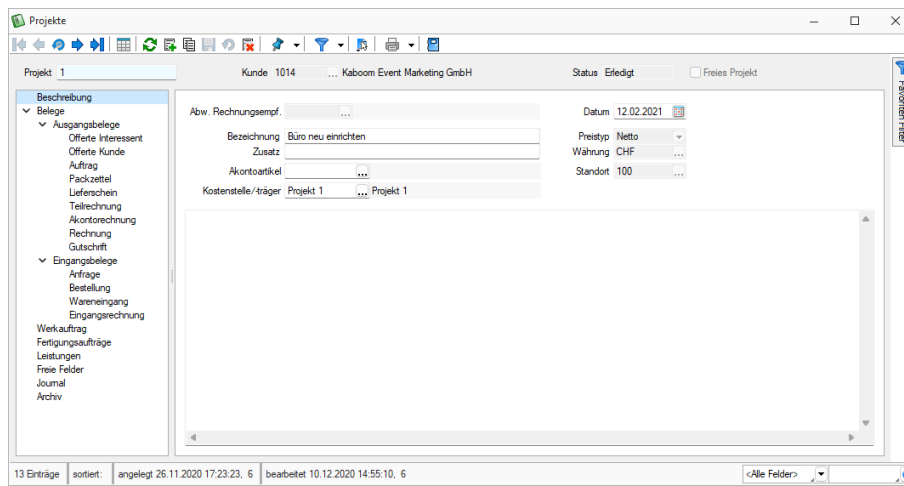 Projekte
Projekt 1 Kunde 1014 ... Kaboom Event Marketing GmbH Status Erledigt Freies Projekt
Favoriten Filter
Beschreibung
Belege
Ausgangsbelege
Offerte Interessent
Offerte Kunde
Auftrag
Packzettel
Lieferschein
Teilrechnung
Akontorechnung
Rechnung
Gutschrift
Eingangsbelege
Anfrage
Bestellung
Wareneingang
Eingangsrechnung
Werkauftrag
Fertigungsaufträge
Leistungen
Freie Felder
Journal
Archiv
Abw. Rechnungsempf. ... Datum 12.02.2021
Bezeichnung Büro neu einrichten Preistyp Netto
Zusatz Währung CHF ...
Akontoartikel ... Standort 100 ...
Kostenstelle/-träger Projekt 1 ... Projekt 1
13 Einträge sortiert: angelegt 26.11.2020 17:23:23, 6 bearbeitet 10.12.2020 14:55:10, 6 <Alle Felder>